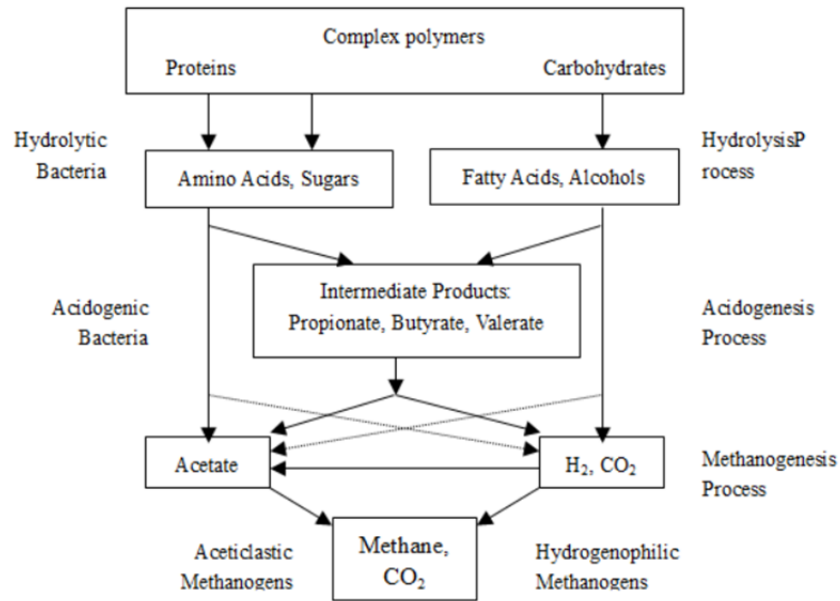 Complex polymers
Proteins Carbohydrates
Hydrolytic
Bacteria
HydrolysisP
rocess
Amino Acids, Sugars
Fatty Acids, Alcohols
Intermediate Products:
Propionate, Butyrate, Valerate
Acidogenic
Bacteria
Acidogenesis
Process
Acetate
H₂, CO₂
Methanogenesis
Process
Aceticlastic
Methanogens
Methane,
CO₂
Hydrogenophilic
Methanogens